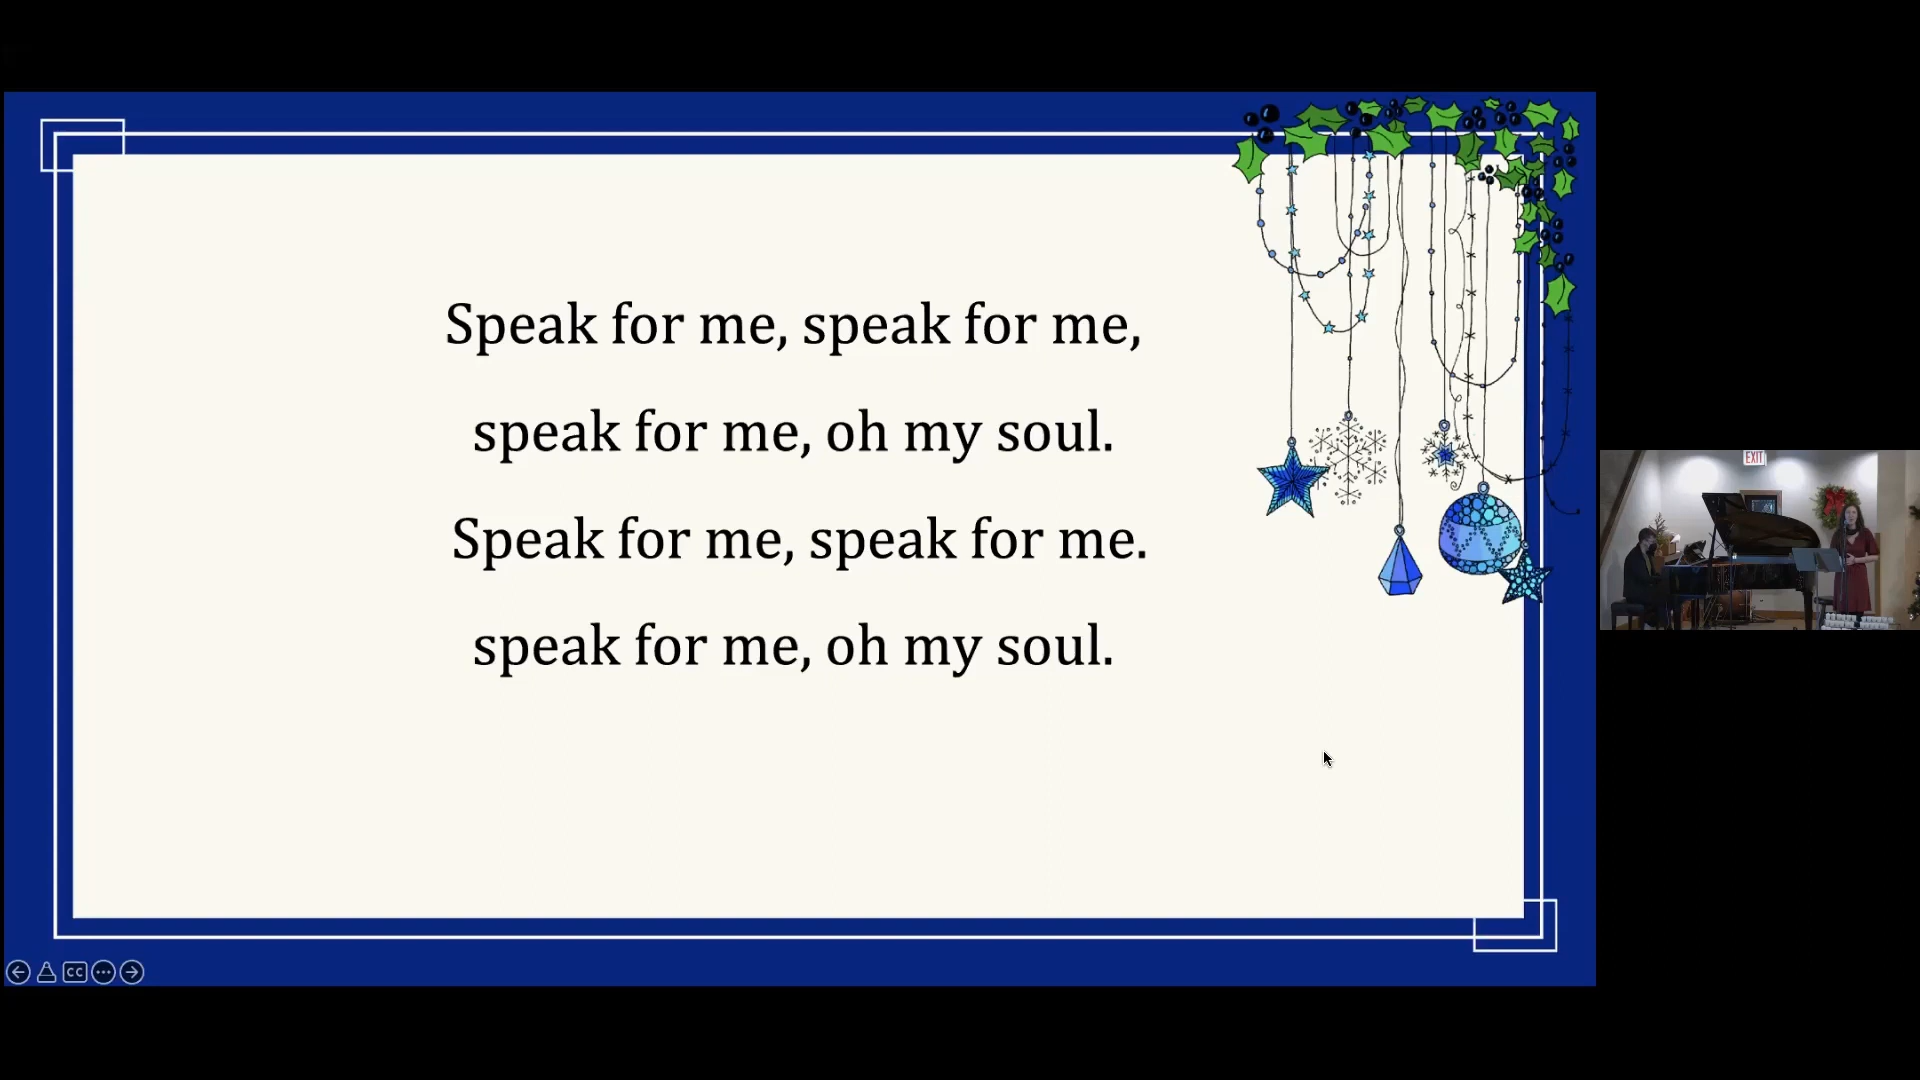 Speak for me, speak for me,
speak for me, oh my soul.
Speak for me, speak for me.
speak for me, oh my soul.
EXIT
CC